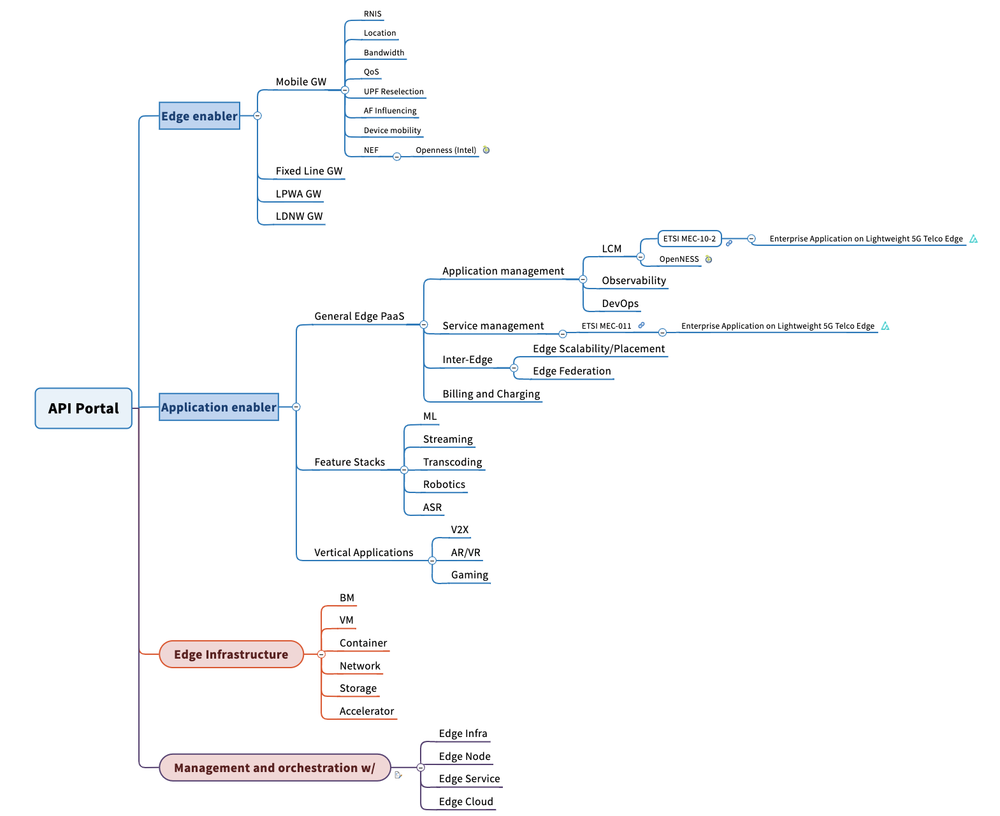 API Portal
Edge enabler
Mobile GW
RNIS
Location
Bandwidth
QoS
UPF Reselection
AF Influencing
Device mobility
NEF
Openness (Intel)
Fixed Line GW
LPWA GW
LDNW GW
Application enabler
General Edge PaaS
Application management
LCM
ETSI MEC-10-2
Enterprise Application on Lightweight 5G Telco Edge
OpenNESS
Observability
DevOps
Service management
ETSI MEC-011
Enterprise Application on Lightweight 5G Telco Edge
Inter-Edge
Edge Scalability/Placement
Edge Federation
Billing and Charging
Feature Stacks
ML
Streaming
Transcoding
Robotics
ASR
Vertical Applications
V2X
AR/VR
Gaming
Edge Infrastructure
BM
VM
Container
Network
Storage
Accelerator
Management and orchestration w/
Edge Infra
Edge Node
Edge Service
Edge Cloud